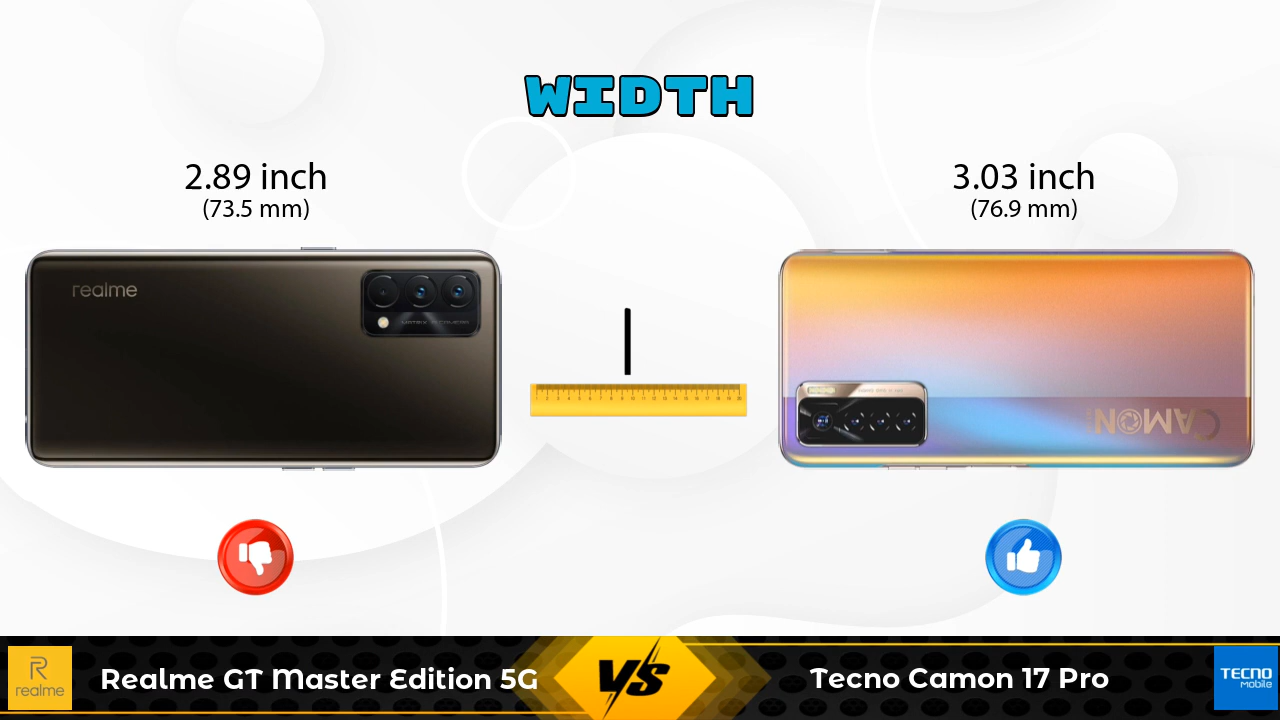 WIDTH
2.89 inch
(73.5 mm)
3.03 inch
(76.9 mm)
realme
CAMON
Realme GT Master Edition 5G
VS
Tecno Camon 17 Pro
realme
TECNO
mobile